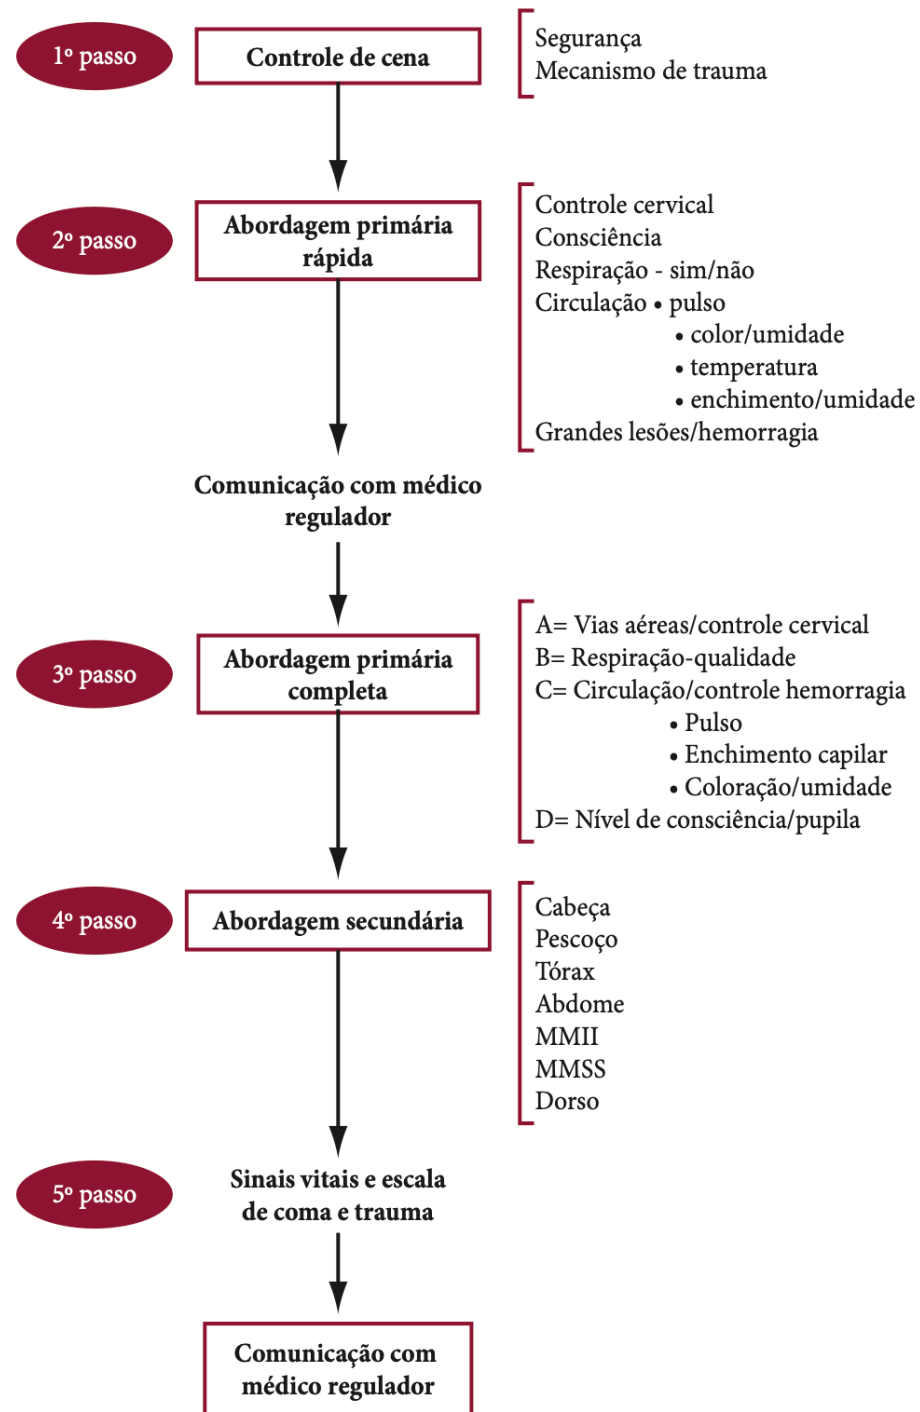 1º passo
Controle de cena
Segurança
Mecanismo de trauma
2º passo
Abordagem primária
rápida
Controle cervical
Consciência
Respiração - sim/não
Circulação • pulso
• color/umidade
• temperatura
• enchimento/umidade
Grandes lesões/hemorragia
Comunicação com médico
regulador
3º passo
Abordagem primária
completa
A= Vias aéreas/controle cervical
B= Respiração-qualidade
C= Circulação/controle hemorragia
• Pulso
• Enchimento capilar
• Coloração/umidade
D= Nível de consciência/pupila
4º passo
Abordagem secundária
Cabeça
Pescoço
Tórax
Abdome
MMII
MMSS
Dorso
5º passo
Sinais vitais e escala
de coma e trauma
Comunicação com
médico regulador